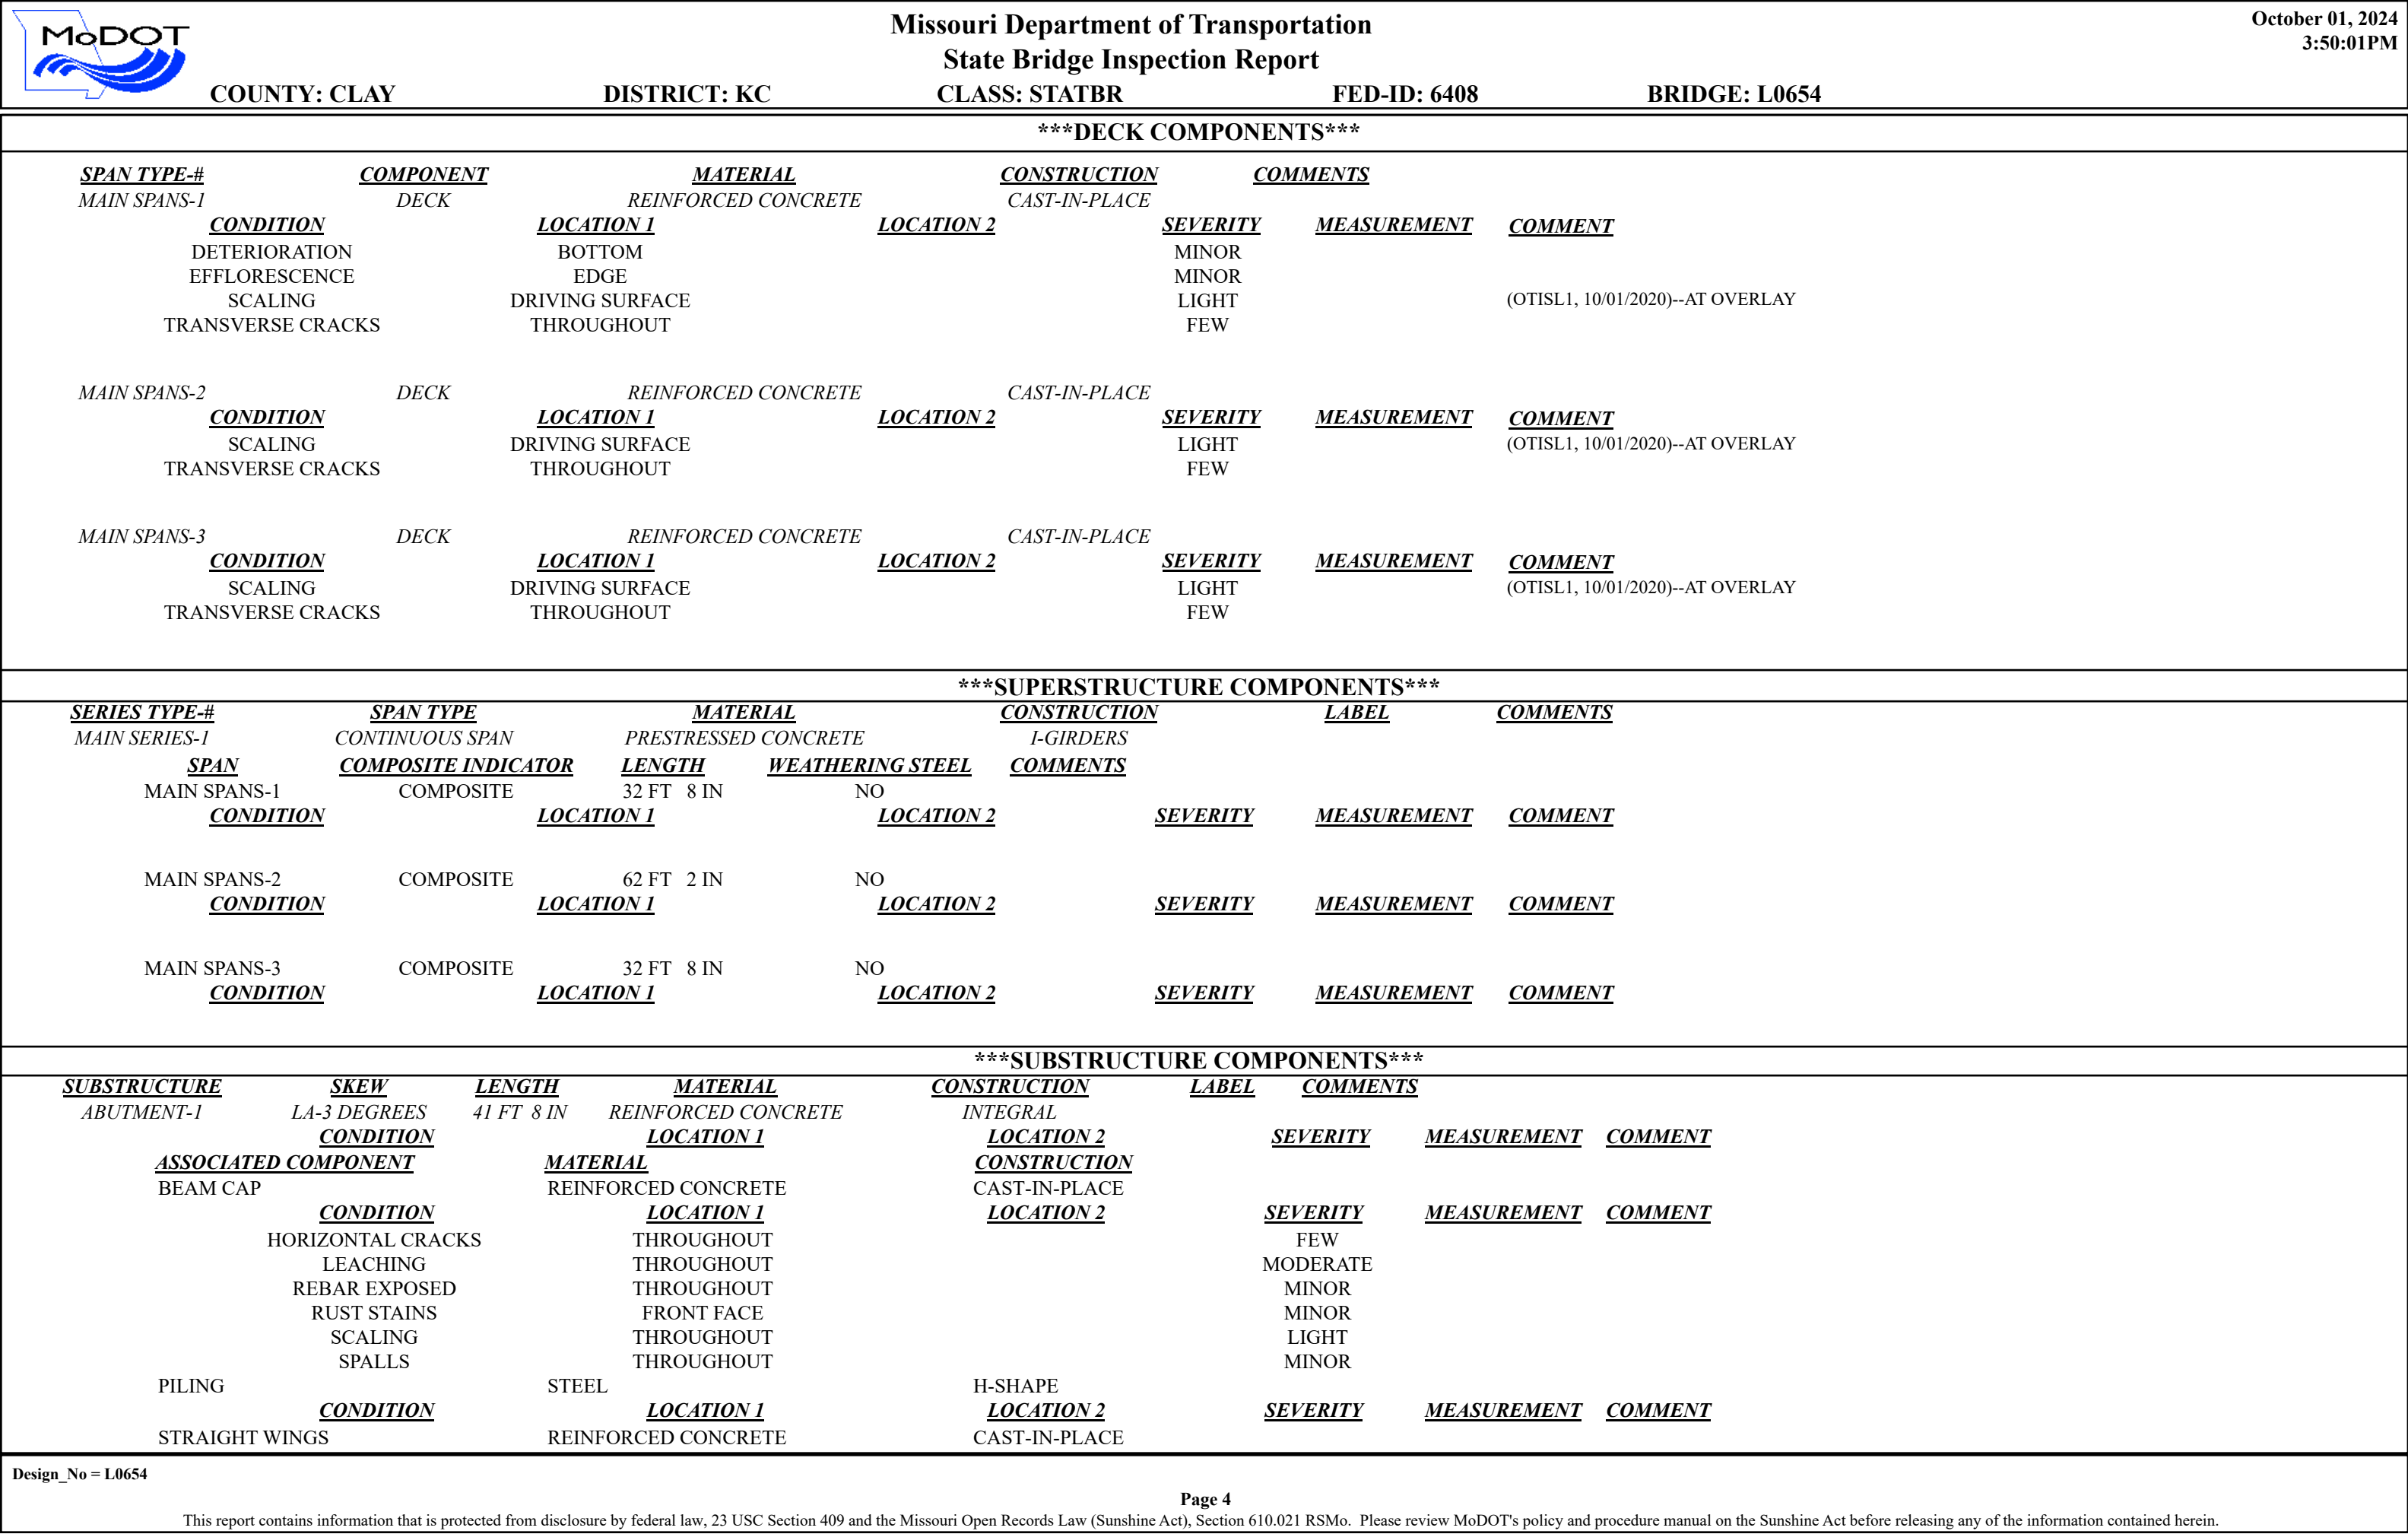 MoDOT
Missouri Department of Transportation
State Bridge Inspection Report
October 01, 2024
3:50:01PM
COUNTY: CLAY DISTRICT: KC CLASS: STATBR FED-ID: 6408 BRIDGE: L0654
***DECK COMPONENTS***
SPAN TYPE-# COMPONENT MATERIAL CONSTRUCTION COMMENTS
MAIN SPANS-1 DECK REINFORCED CONCRETE CAST-IN-PLACE
CONDITION LOCATION 1 LOCATION 2 SEVERITY MEASUREMENT COMMENT
DETERIORATION BOTTOM MINOR
EFFLORESCENCE EDGE MINOR
SCALING DRIVING SURFACE LIGHT (OTISL1, 10/01/2020)--AT OVERLAY
TRANSVERSE CRACKS THROUGHOUT FEW
MAIN SPANS-2 DECK REINFORCED CONCRETE CAST-IN-PLACE
CONDITION LOCATION 1 LOCATION 2 SEVERITY MEASUREMENT COMMENT
SCALING DRIVING SURFACE LIGHT (OTISL1, 10/01/2020)--AT OVERLAY
TRANSVERSE CRACKS THROUGHOUT FEW
MAIN SPANS-3 DECK REINFORCED CONCRETE CAST-IN-PLACE
CONDITION LOCATION 1 LOCATION 2 SEVERITY MEASUREMENT COMMENT
SCALING DRIVING SURFACE LIGHT (OTISL1, 10/01/2020)--AT OVERLAY
TRANSVERSE CRACKS THROUGHOUT FEW
***SUPERSTRUCTURE COMPONENTS***
SERIES TYPE-# SPAN TYPE MATERIAL CONSTRUCTION LABEL COMMENTS
MAIN SERIES-1 CONTINUOUS SPAN PRESTRESSED CONCRETE I-GIRDERS
SPAN COMPOSITE INDICATOR LENGTH WEATHERING STEEL COMMENTS
MAIN SPANS-1 COMPOSITE 32 FT 8 IN NO
CONDITION LOCATION 1 LOCATION 2 SEVERITY MEASUREMENT COMMENT
MAIN SPANS-2 COMPOSITE 62 FT 2 IN NO
CONDITION LOCATION 1 LOCATION 2 SEVERITY MEASUREMENT COMMENT
MAIN SPANS-3 COMPOSITE 32 FT 8 IN NO
CONDITION LOCATION 1 LOCATION 2 SEVERITY MEASUREMENT COMMENT
***SUBSTRUCTURE COMPONENTS***
SUBSTRUCTURE SKEW LENGTH MATERIAL CONSTRUCTION LABEL COMMENTS
ABUTMENT-1 LA-3 DEGREES 41 FT 8 IN REINFORCED CONCRETE INTEGRAL
CONDITION LOCATION 1 LOCATION 2 SEVERITY MEASUREMENT COMMENT
ASSOCIATED COMPONENT MATERIAL CONSTRUCTION
BEAM CAP REINFORCED CONCRETE CAST-IN-PLACE
CONDITION LOCATION 1 LOCATION 2 SEVERITY MEASUREMENT COMMENT
HORIZONTAL CRACKS THROUGHOUT FEW
LEACHING THROUGHOUT MODERATE
REBAR EXPOSED THROUGHOUT MINOR
RUST STAINS FRONT FACE MINOR
SCALING THROUGHOUT LIGHT
SPALLS THROUGHOUT MINOR
PILING STEEL H-SHAPE
CONDITION LOCATION 1 LOCATION 2 SEVERITY MEASUREMENT COMMENT
STRAIGHT WINGS REINFORCED CONCRETE CAST-IN-PLACE
Design_No = L0654
Page 4
This report contains information that is protected from disclosure by federal law, 23 USC Section 409 and the Missouri Open Records Law (Sunshine Act), Section 610.021 RSMo. Please review MoDOT's policy and procedure manual on the Sunshine Act before releasing any of the information contained herein.